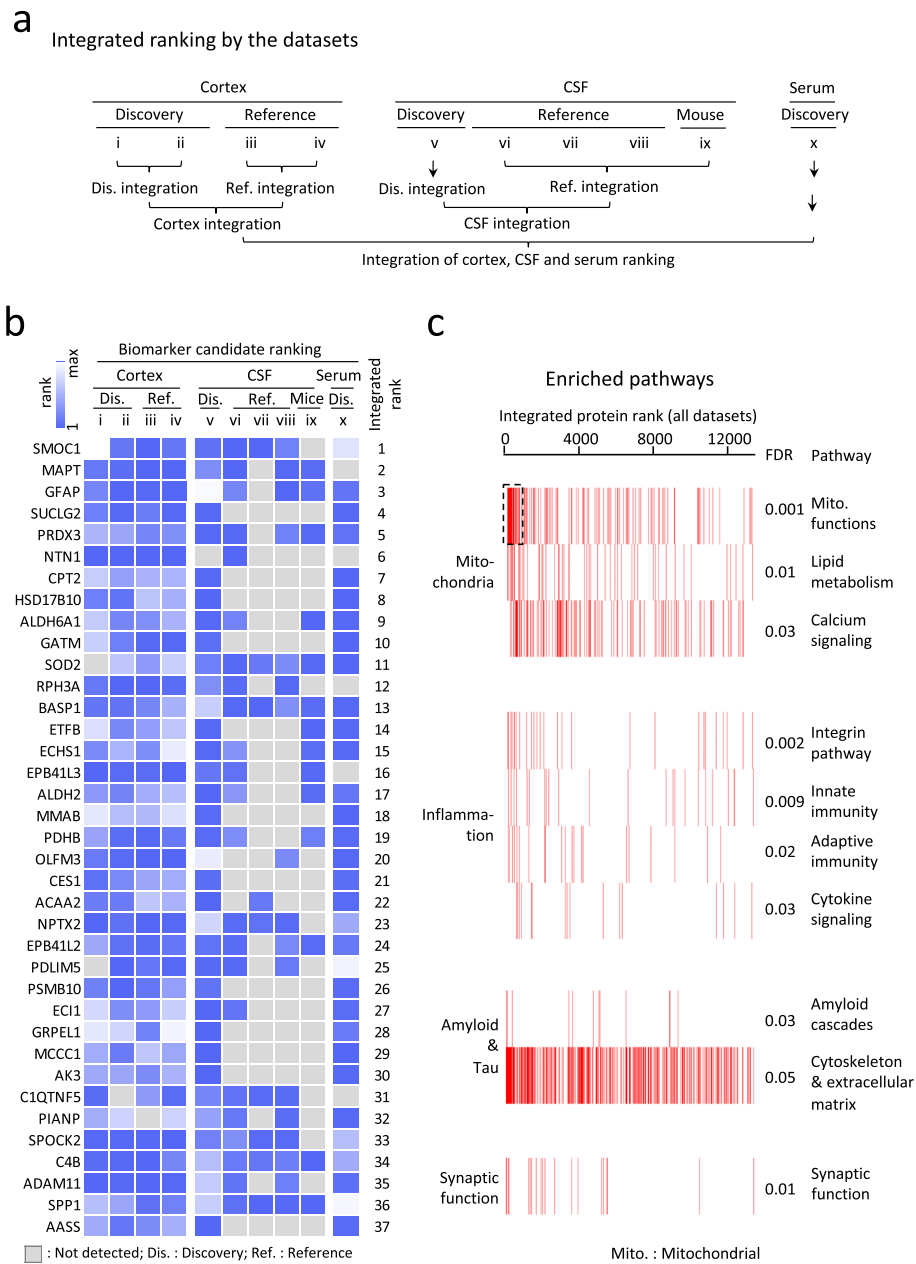 a
Integrated ranking by the datasets
Cortex CSF Serum
Discovery Reference Discovery Reference Mouse Discovery
i ii iii iv v vi vii viii ix x
Dis. integration Ref. integration Dis. integration Ref. integration
Cortex integration CSF integration
Integration of cortex, CSF and serum ranking
b
rank
1 max
Biomarker candidate ranking
Cortex CSF Serum
Dis. Ref. Dis. Ref. Mice Dis.
i ii iii iv v vi vii viii ix x
Integrated
rank
SMOC1 1
MAPT 2
GFAP 3
SUCLG2 4
PRDX3 5
NTN1 6
CPT2 7
HSD17B10 8
ALDH6A1 9
GATM 10
SOD2 11
RPH3A 12
BASP1 13
ETFB 14
ECHS1 15
EPB41L3 16
ALDH2 17
MMAB 18
PDHB 19
OLFM3 20
CES1 21
ACAA2 22
NPTX2 23
EPB41L2 24
PDLIM5 25
PSMB10 26
ECI1 27
GRPEL1 28
MCCC1 29
AK3 30
C1QTNF5 31
PIANP 32
SPOCK2 33
C4B 34
ADAM11 35
SPP1 36
AASS 37
: Not detected; Dis. : Discovery; Ref. : Reference
c
Enriched pathways
Integrated protein rank (all datasets)
0 4000 8000 12000
FDR Pathway
Mito-
chondria
0.001 Mito.
functions
0.01 Lipid
metabolism
0.03 Calcium
signaling
Inflamma-
tion
0.002 Integrin
pathway
0.009 Innate
immunity
0.02 Adaptive
immunity
0.03 Cytokine
signaling
Amyloid
&
Tau
0.03 Amyloid
cascades
0.05 Cytoskeleton
& extracellular
matrix
Synaptic
function
0.01 Synaptic
function
Mito. : Mitochondrial